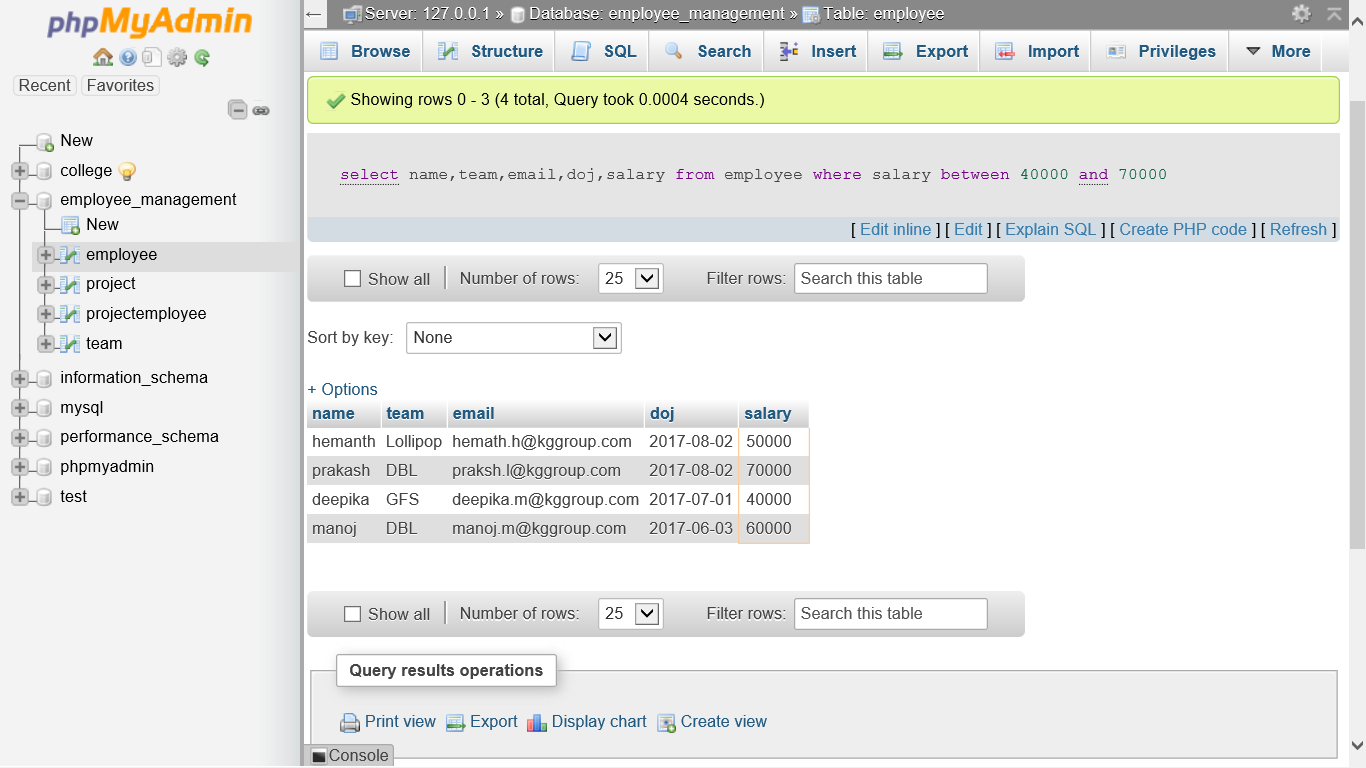 phpMyAdmin
Recent Favorites
New
college
employee_management
New
employee
project
projectemployee
team
information_schema
mysql
performance_schema
phpmyadmin
test
Server: 127.0.0.1 » Database: employee_management » Table: employee
Browse Structure SQL Search Insert Export Import Privileges More
Showing rows 0 - 3 (4 total, Query took 0.0004 seconds.)
select name,team,email,doj,salary from employee where salary between 40000 and 70000
[ Edit inline ] [ Edit ] [ Explain SQL ] [ Create PHP code ] [ Refresh ]
Show all Number of rows: 25 Filter rows: Search this table
Sort by key: None
+ Options
name team email doj salary
hemanth Lollipop hemath.h@kggroup.com 2017-08-02 50000
prakash DBL praksh.l@kggroup.com 2017-08-02 70000
deepika GFS deepika.m@kggroup.com 2017-07-01 40000
manoj DBL manoj.m@kggroup.com 2017-06-03 60000
Show all Number of rows: 25 Filter rows: Search this table
Query results operations
Print view Export Display chart Create view
Console